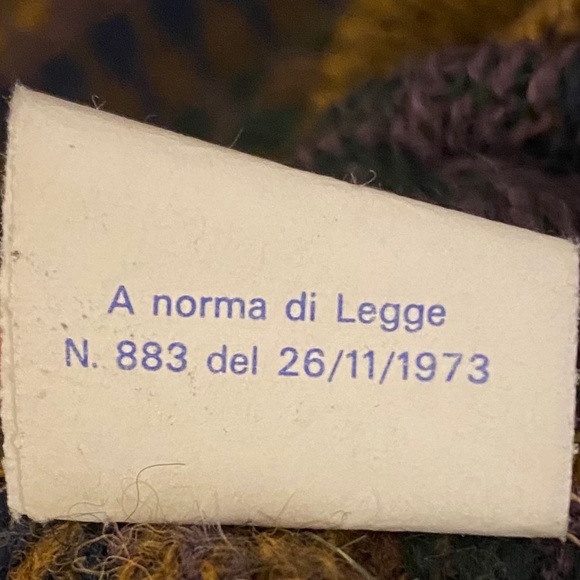 A norma di Legge
N. 883 del 26/11/1973